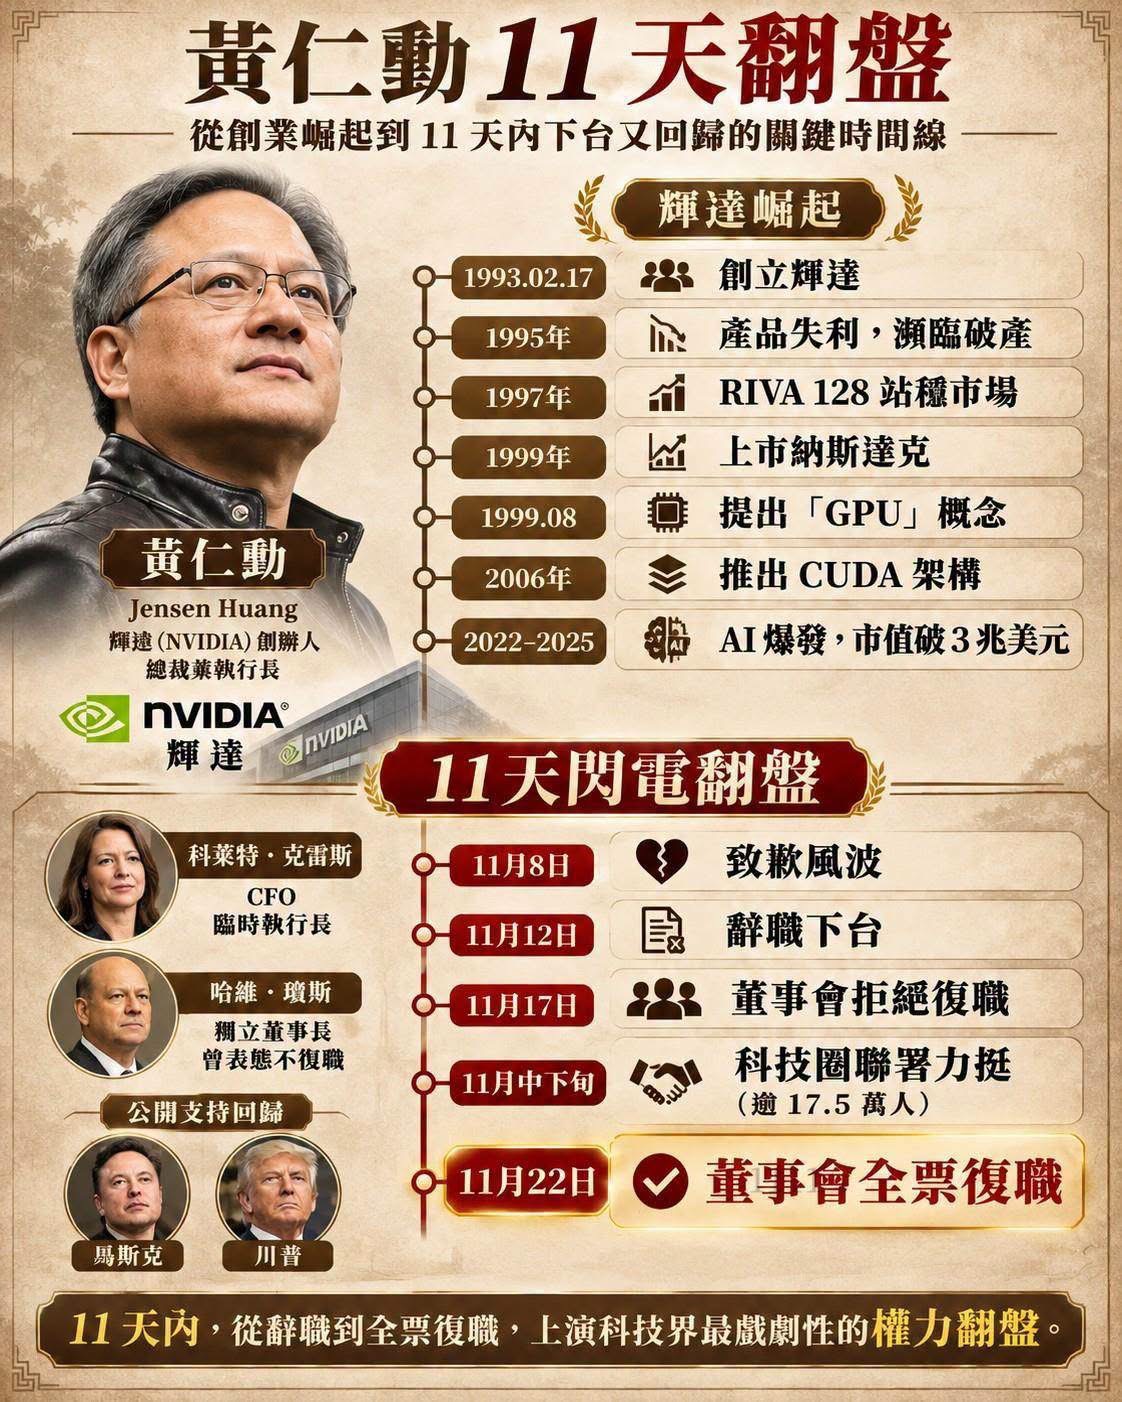 黃仁勳11天翻盤
從創業崛起到 11 天內下台又回歸的關鍵時間線
輝達崛起
1993.02.17 創立輝達
1995年 產品失利，瀕臨破產
1997年 RIVA 128 站穩市場
1999年 上市納斯達克
1999.08 提出「GPU」概念
2006年 推出 CUDA 架構
2022-2025 AI 爆發，市值破 3 兆美元
AI
黃仁勳
Jensen Huang
輝達（NVIDIA）創辦人
總裁兼執行長
NVIDIA®
輝達
NVIDIA
11天閃電翻盤
科萊特·克雷斯
CFO
臨時執行長
哈維·瓊斯
獨立董事長
曾表態不復職
公開支持回歸
馬斯克
川普
11月8日 致歉風波
11月12日 辭職下台
11月17日 董事會拒絕復職
11月中下旬 科技圈聯署力挺
（逾 17.5 萬人）
11月22日 董事會全票復職
11 天內，從辭職到全票復職，上演科技界最戲劇性的權力翻盤。